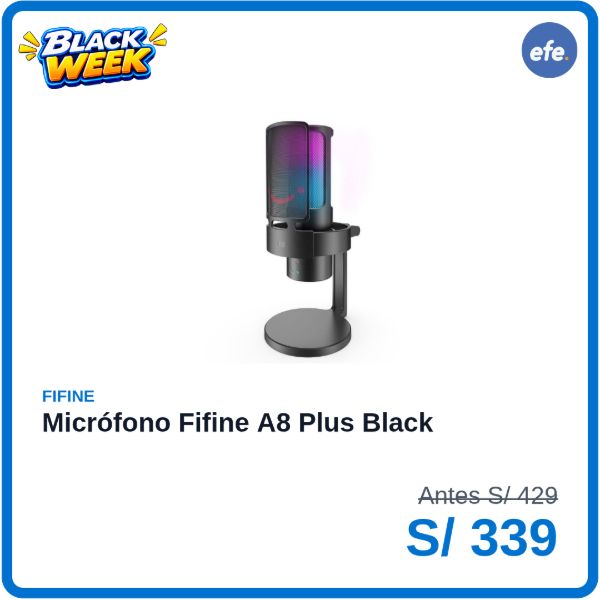 BLACK
WEEK
efe.
FIFINE
Micrófono Fifine A8 Plus Black
Antes S/ 429
S/ 339